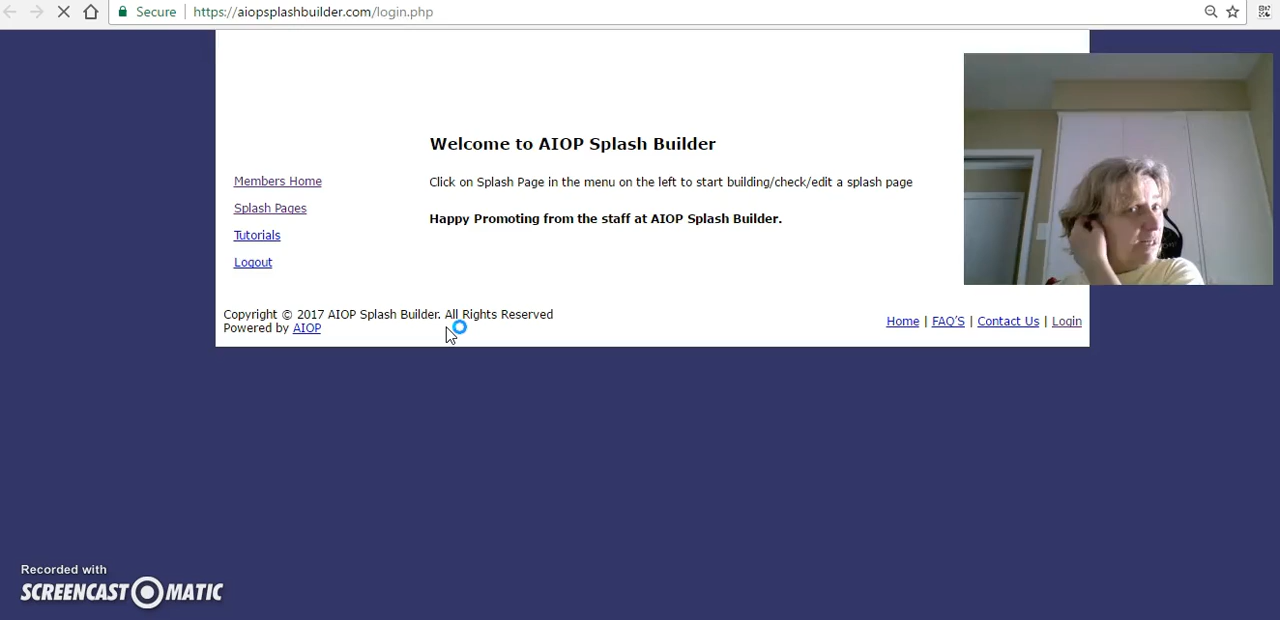 Secure | https://aiopsplashbuilder.com/login.php
Welcome to AIOP Splash Builder
Members Home
Click on Splash Page in the menu on the left to start building/check/edit a splash page
Splash Pages
Happy Promoting from the staff at AIOP Splash Builder.
Tutorials
Logout
Copyright © 2017 AIOP Splash Builder. All Rights Reserved
Powered by AIOP
Home | FAQ'S | Contact Us | Login
Recorded with
SCREENCAST MATIC